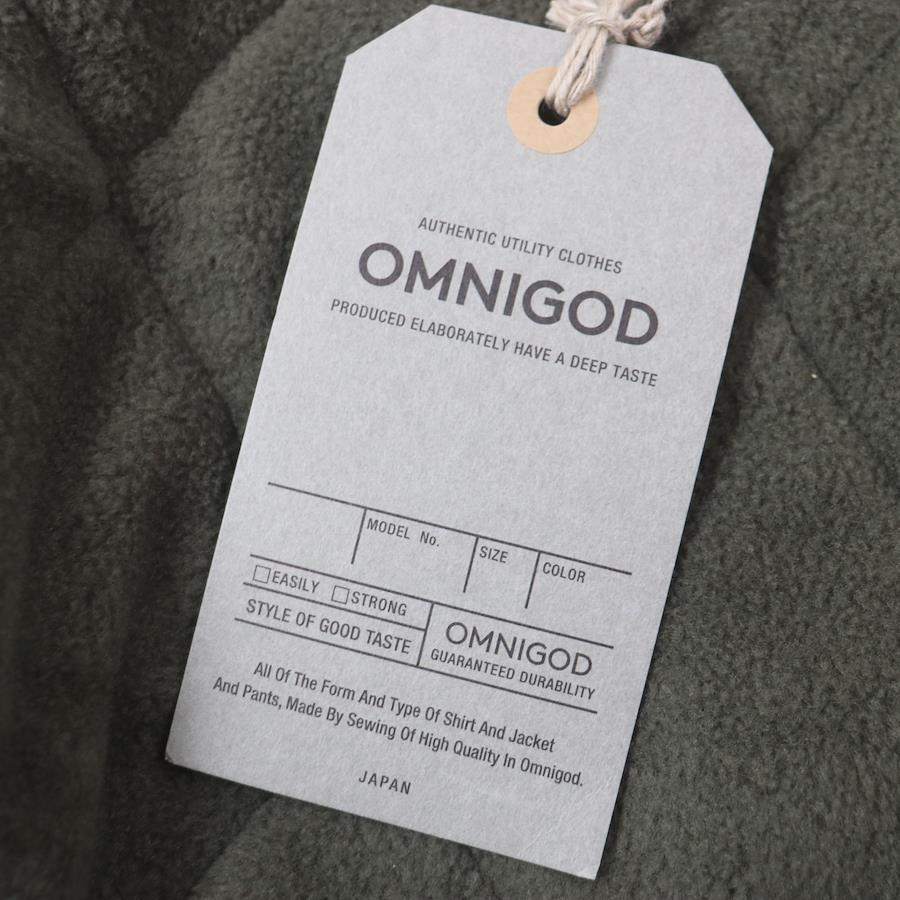 AUTHENTIC UTILITY CLOTHES
OMNIGOD
PRODUCED ELABORATELY HAVE A DEEP TASTE
MODEL No. SIZE COLOR
EASILY STRONG
STYLE OF GOOD TASTE
OMNIGOD
GUARANTEED DURABILITY
All Of The Form And Type Of Shirt And Jacket
And Pants, Made By Sewing Of High Quality In Omnigod.
JAPAN